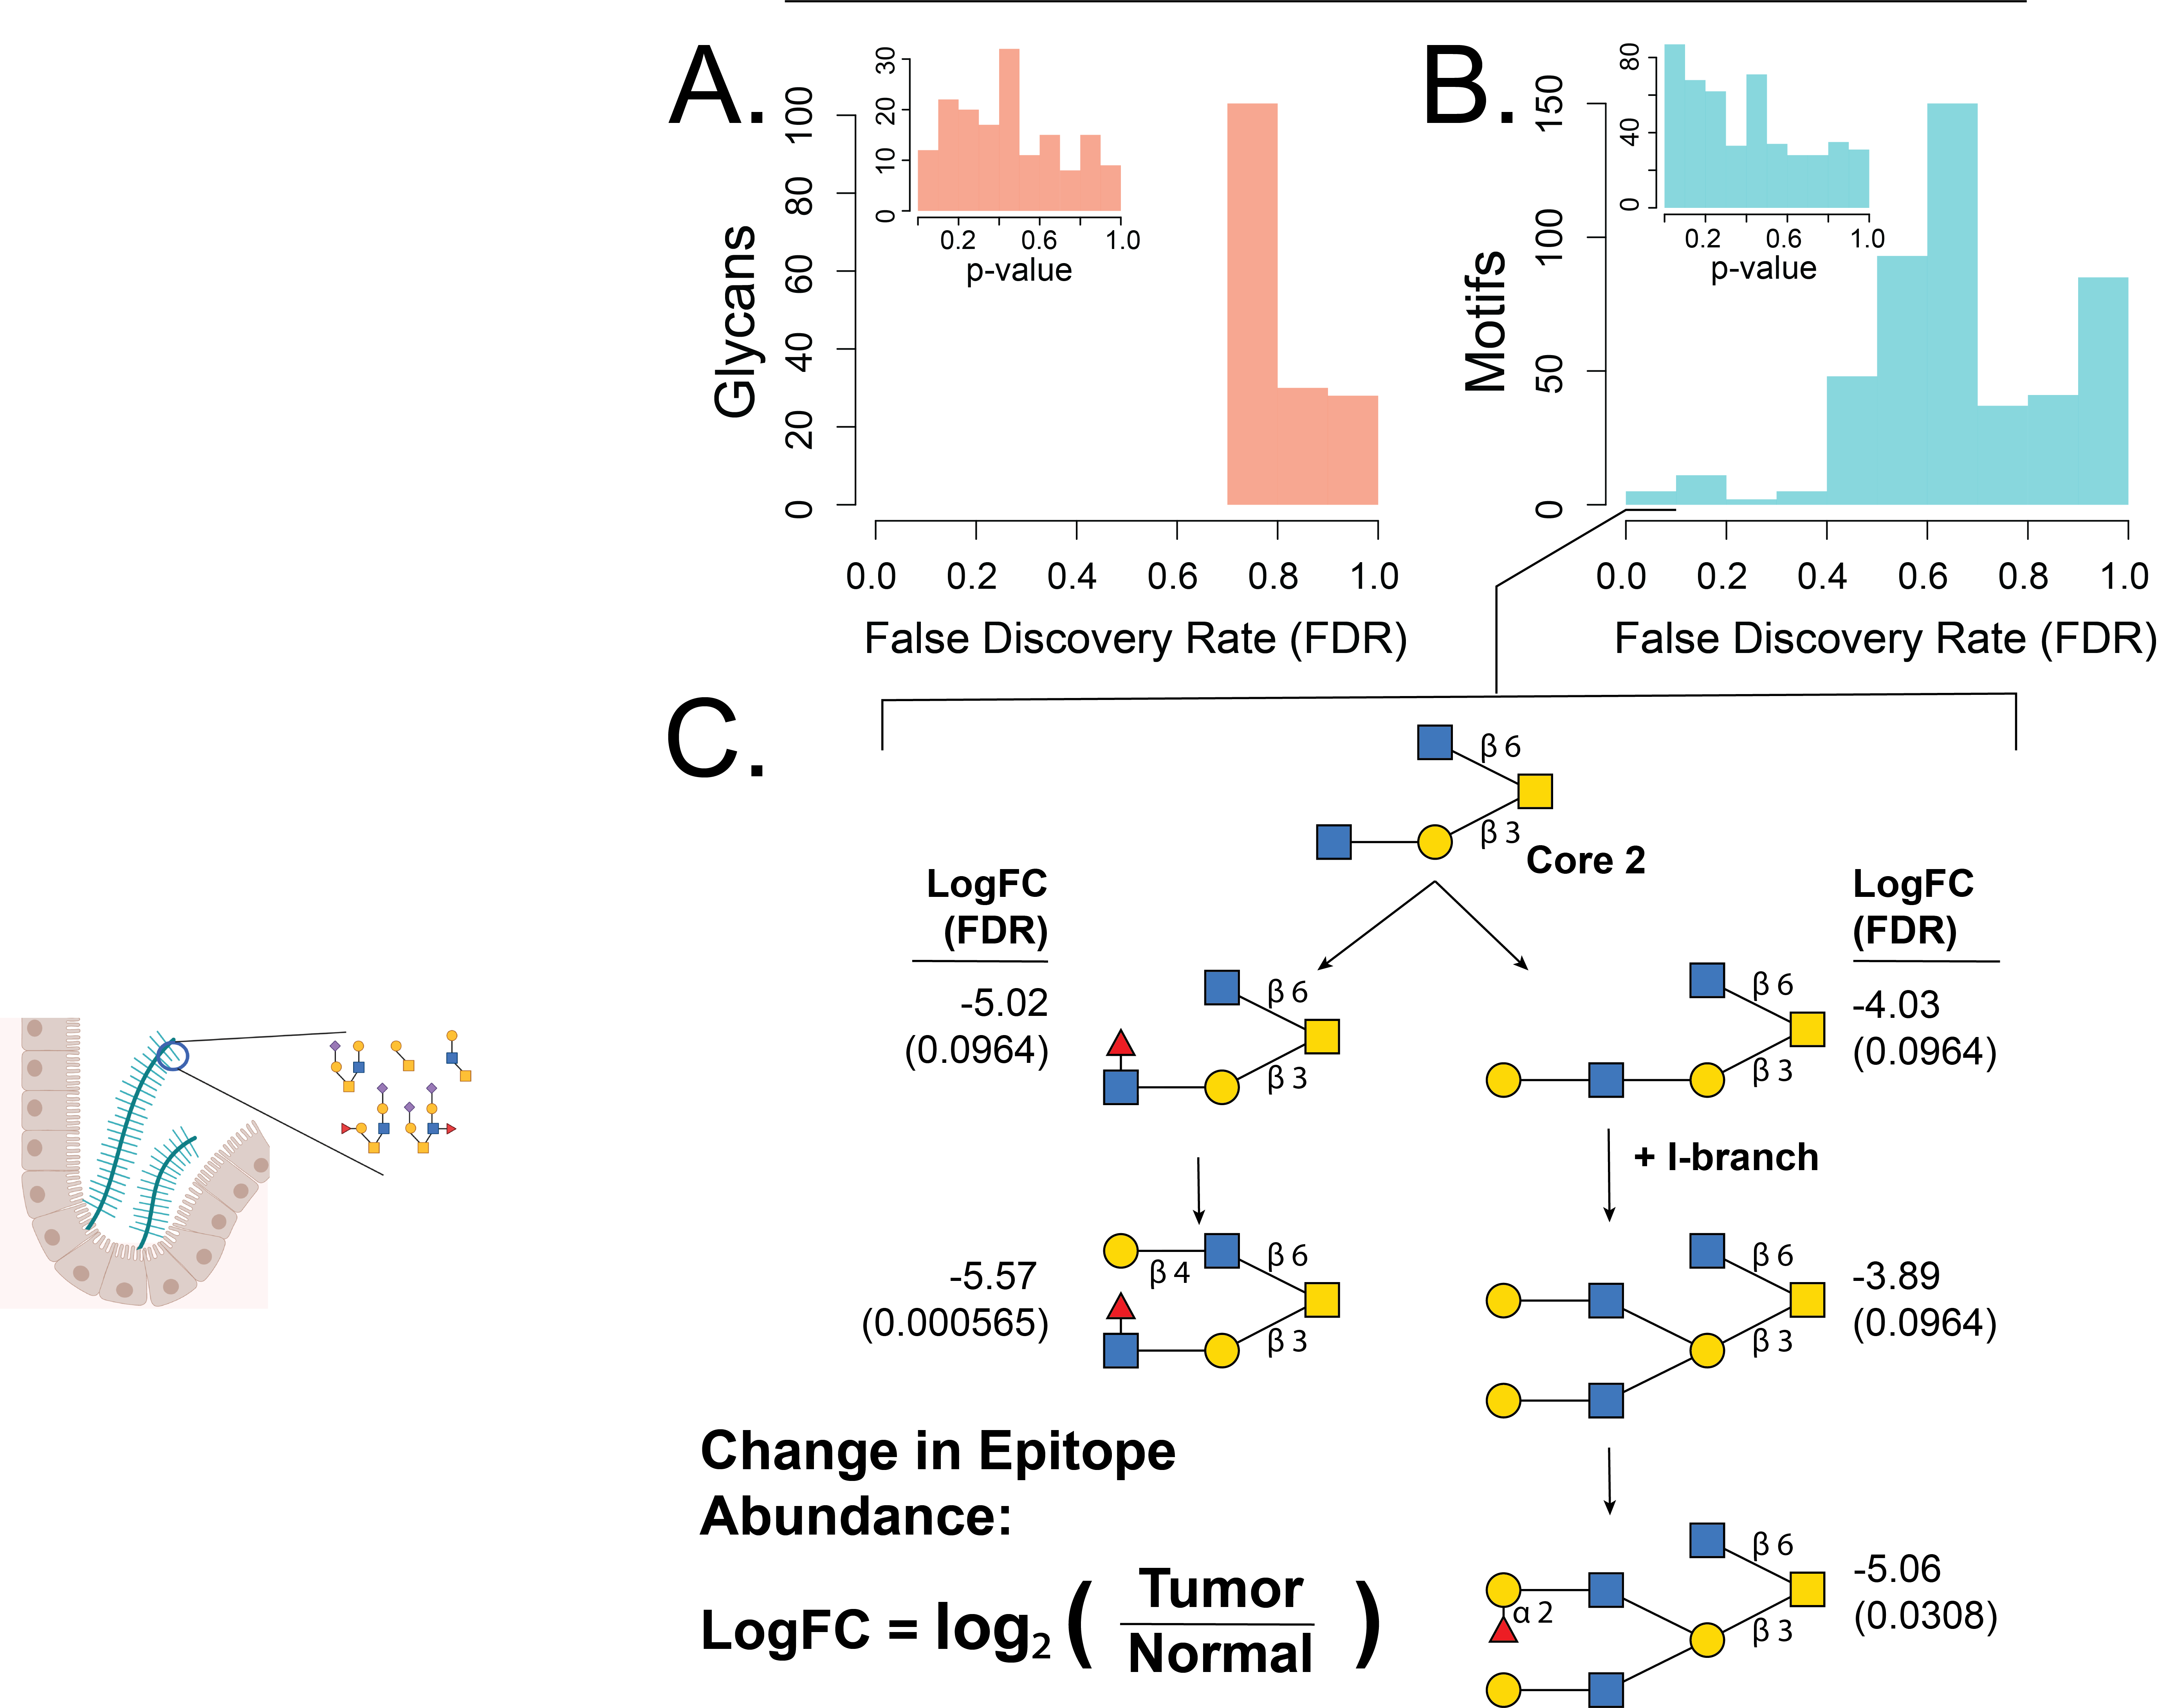 A.
30
20
10
0
0.2 0.6 1.0
p-value
100
80
60
40
20
0
Glycans
0.0 0.2 0.4 0.6 0.8 1.0
False Discovery Rate (FDR)
B.
80
40
0
0.2 0.6 1.0
p-value
150
100
50
0
Motifs
0.0 0.2 0.4 0.6 0.8 1.0
False Discovery Rate (FDR)
C.
β 6
β 3
Core 2
LogFC
(FDR)
-5.02
(0.0964)
β 6
β 3
-5.57
(0.000565)
β 6
β 4
β 3
LogFC
(FDR)
β 6
-4.03
(0.0964)
β 3
+ I-branch
β 6
-3.89
(0.0964)
β 3
β 6
-5.06
(0.0308)
α 2
β 3
Change in Epitope
Abundance:
LogFC = log₂ ( Tumor
Normal )